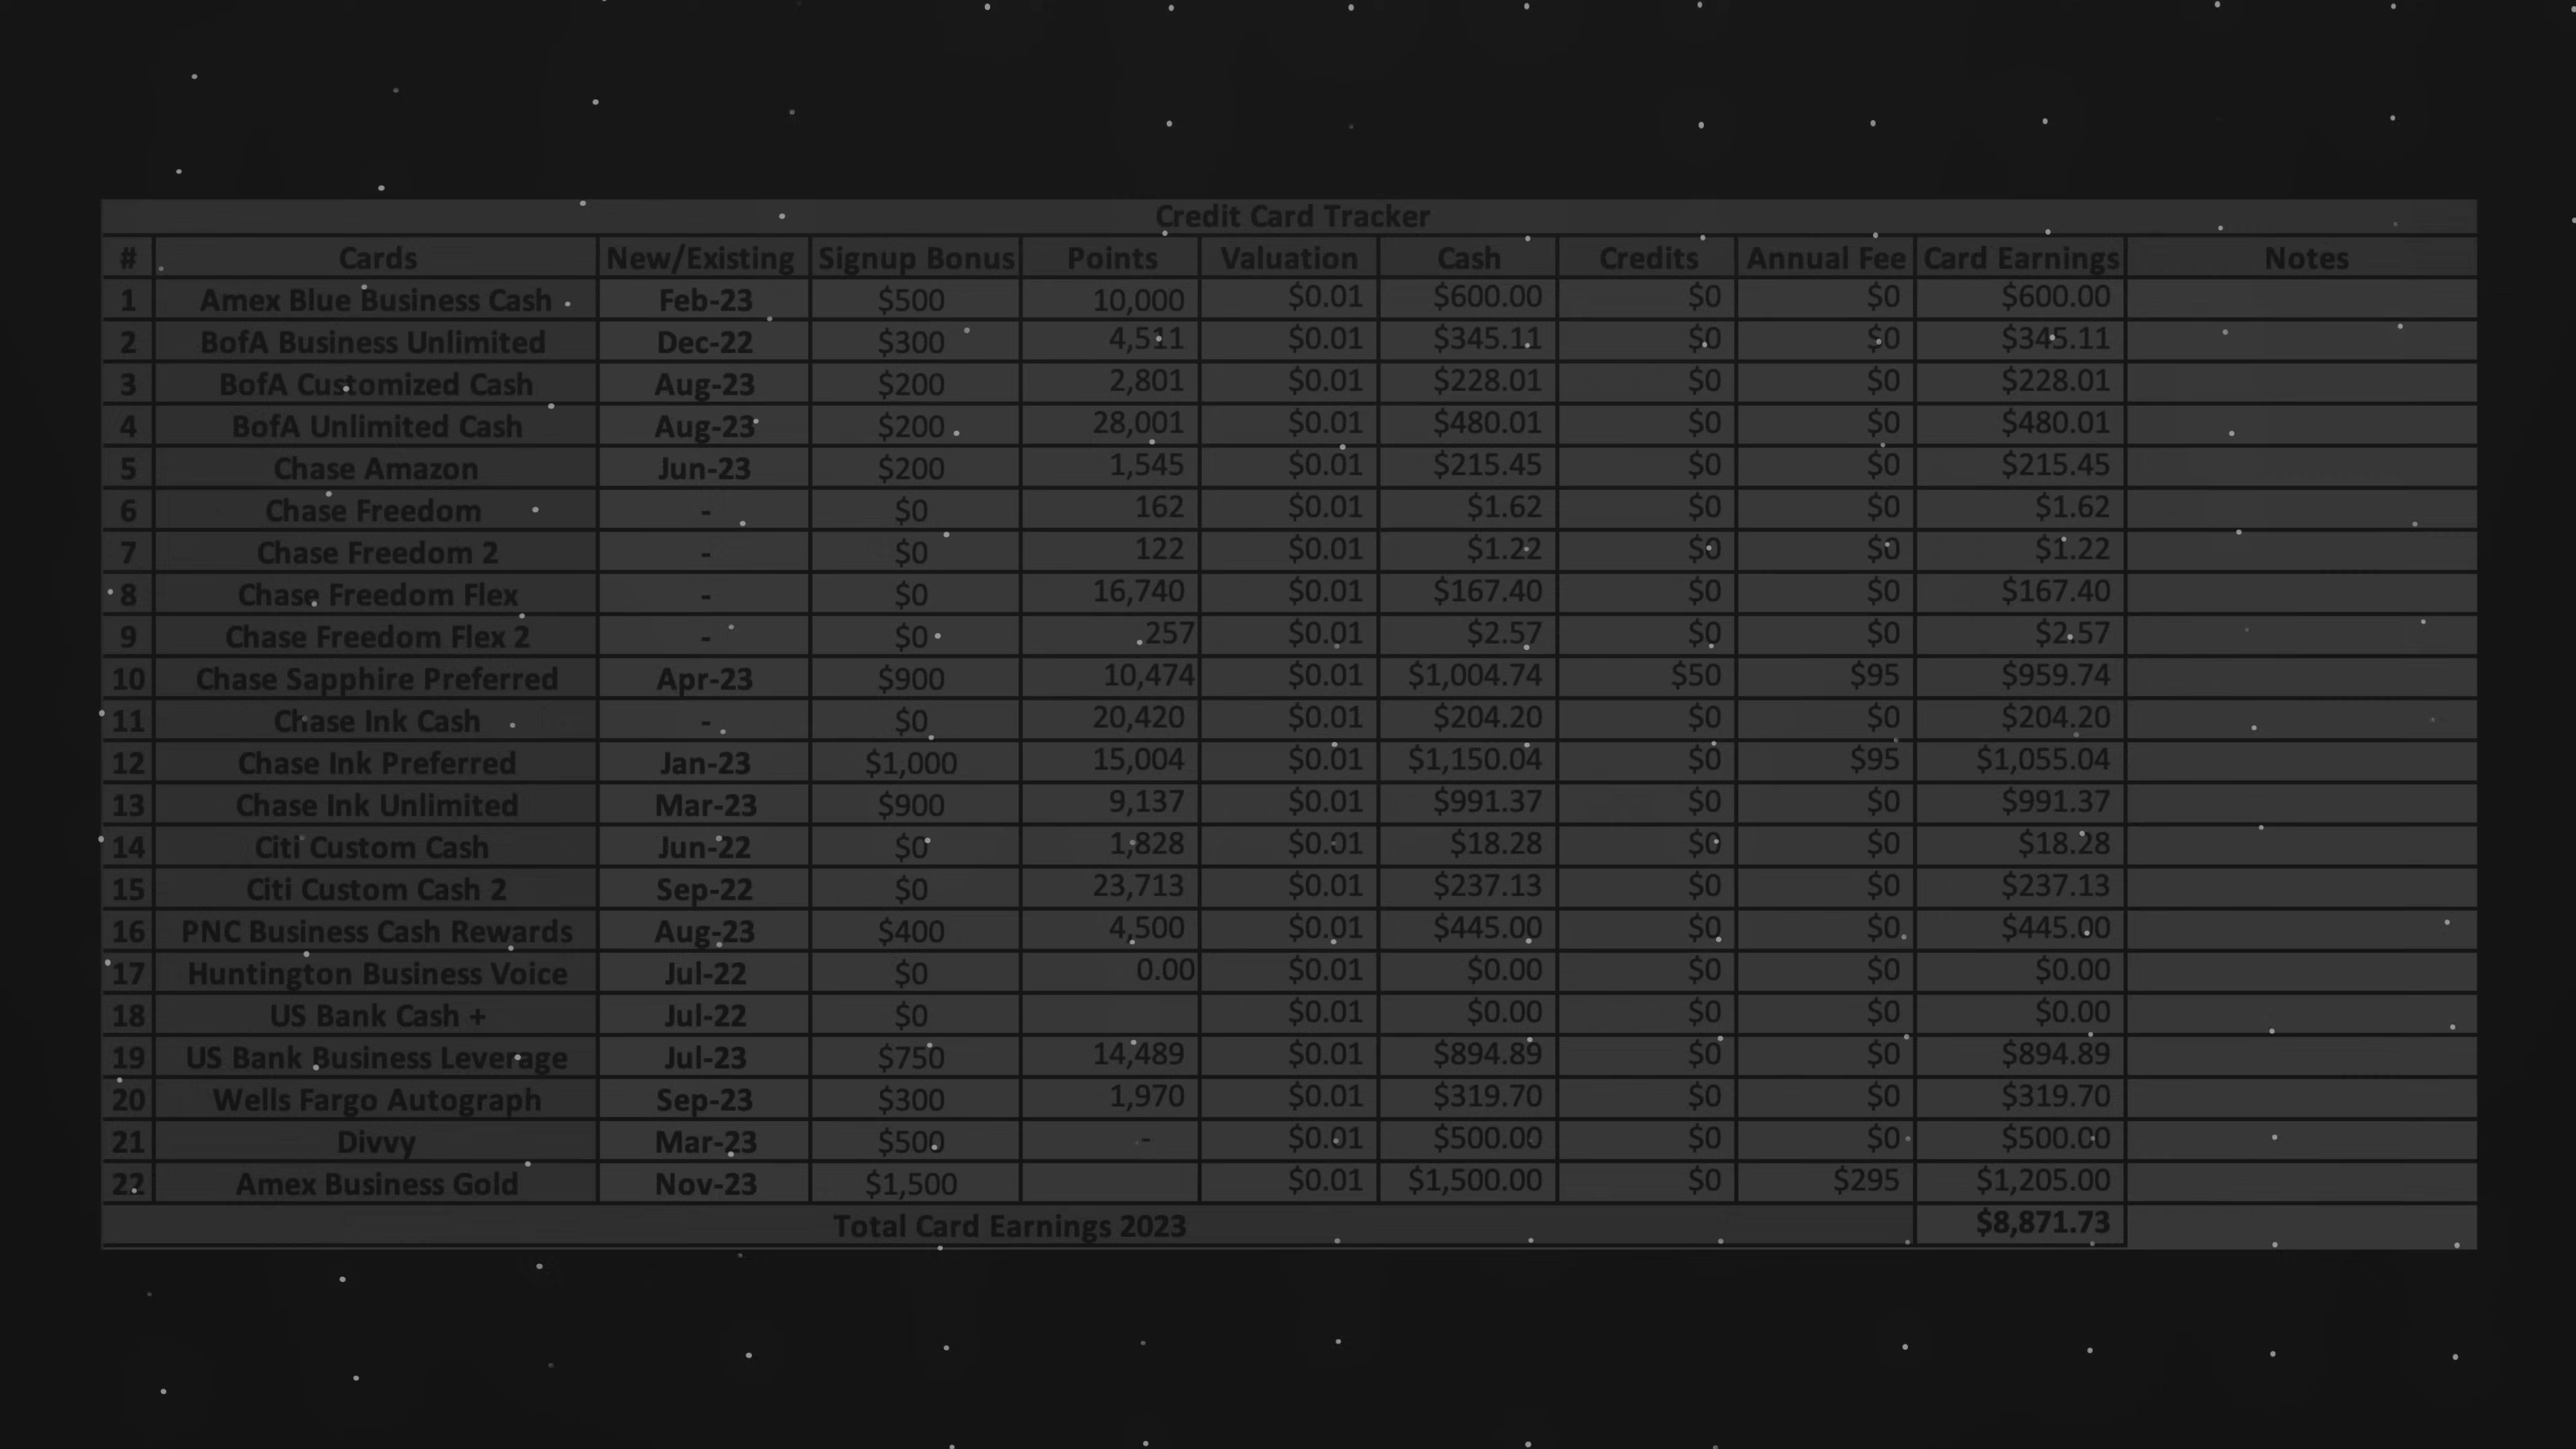 Credit Card Tracker
# Cards New/Existing Signup Bonus Points Valuation Cash Credits Annual Fee Card Earnings Notes
1 Amex Blue Business Cash Feb-23 $500 10,000 $0.01 $600.00 $0 $0 $600.00
2 BofA Business Unlimited Dec-22 $300 4,511 $0.01 $345.11 $0 $0 $345.11
3 BofA Customized Cash Aug-23 $200 2,801 $0.01 $228.01 $0 $0 $228.01
4 BofA Unlimited Cash Aug-23 $200 28,001 $0.01 $480.01 $0 $0 $480.01
5 Chase Amazon Jun-23 $200 1,545 $0.01 $215.45 $0 $0 $215.45
6 Chase Freedom - $0 162 $0.01 $1.62 $0 $0 $1.62
7 Chase Freedom 2 - $0 122 $0.01 $1.22 $0 $0 $1.22
8 Chase Freedom Flex - $0 16,740 $0.01 $167.40 $0 $0 $167.40
9 Chase Freedom Flex 2 - $0 257 $0.01 $2.57 $0 $0 $2.57
10 Chase Sapphire Preferred Apr-23 $900 10,474 $0.01 $1,004.74 $50 $95 $959.74
11 Chase Ink Cash - $0 20,420 $0.01 $204.20 $0 $0 $204.20
12 Chase Ink Preferred Jan-23 $1,000 15,004 $0.01 $1,150.04 $0 $95 $1,055.04
13 Chase Ink Unlimited Mar-23 $900 9,137 $0.01 $991.37 $0 $0 $991.37
14 Citi Custom Cash Jun-22 $0 1,828 $0.01 $18.28 $0 $0 $18.28
15 Citi Custom Cash 2 Sep-22 $0 23,713 $0.01 $237.13 $0 $0 $237.13
16 PNC Business Cash Rewards Aug-23 $400 4,500 $0.01 $445.00 $0 $0 $445.00
17 Huntington Business Voice Jul-22 $0 0.00 $0.01 $0.00 $0 $0 $0.00
18 US Bank Cash + Jul-22 $0 $0.01 $0.00 $0 $0 $0.00
19 US Bank Business Leverage Jul-23 $750 14,489 $0.01 $894.89 $0 $0 $894.89
20 Wells Fargo Autograph Sep-23 $300 1,970 $0.01 $319.70 $0 $0 $319.70
21 Divvy Mar-23 $500 - $0.01 $500.00 $0 $0 $500.00
22 Amex Business Gold Nov-23 $1,500 $0.01 $1,500.00 $0 $295 $1,205.00
Total Card Earnings 2023 $8,871.73